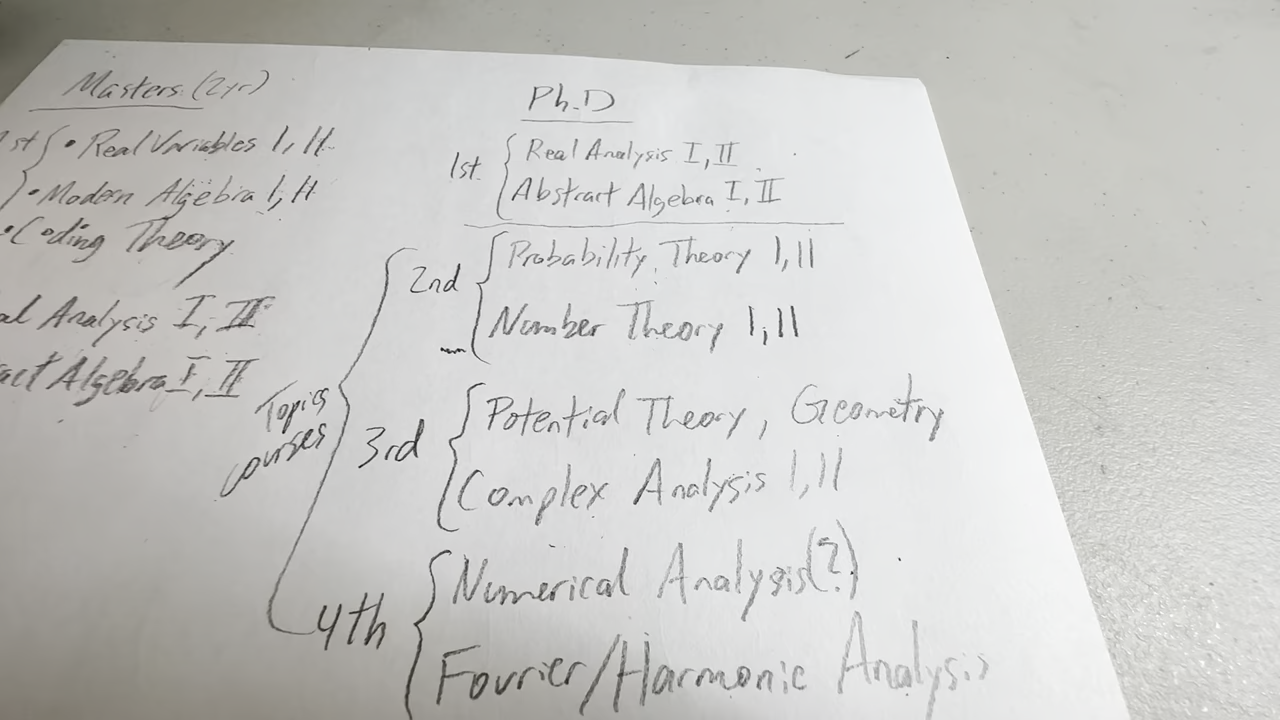 Masters (2yr)
1st • Real Variables I, II
• Modern Algebra I, II
• Coding Theory
al Analysis I, II
act Algebra I, II
Ph.D
1st Real Analysis I, II
Abstract Algebra I, II
Topics
courses
2nd Probability Theory I, II
Number Theory I, II
3rd Potential Theory, Geometry
Complex Analysis I, II
4th Numerical Analysis(?)
Fourier/Harmonic Analysis